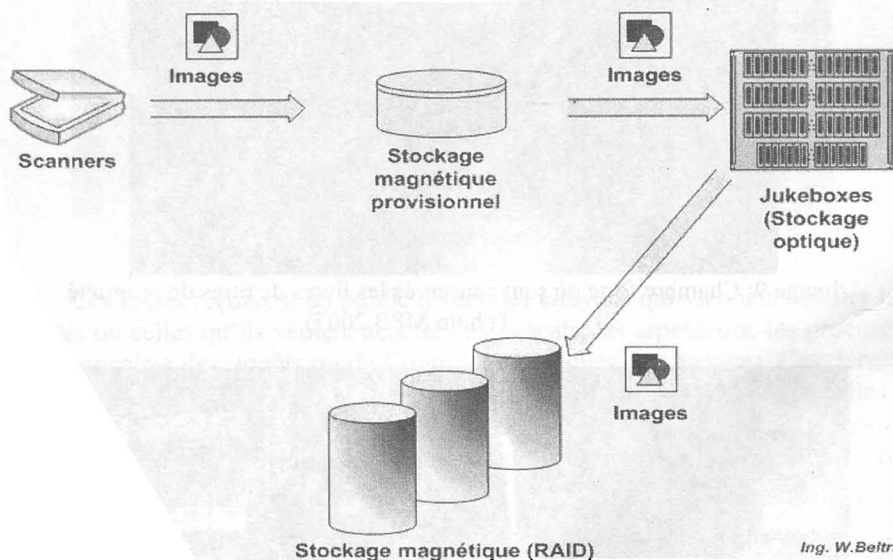 Images
Images
Scanners
Stockage
magnétique
provisionnel
Jukeboxes
(Stockage
optique)
Images
Stockage magnétique (RAID)
Ing. W.Beltr